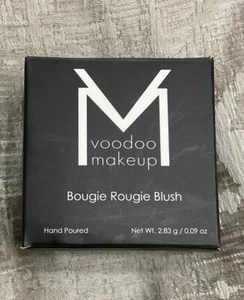 voodoo
makeup
Bougie Rougie Blush
Hand Poured Net Wt. 2.83 g / 0.09 oz